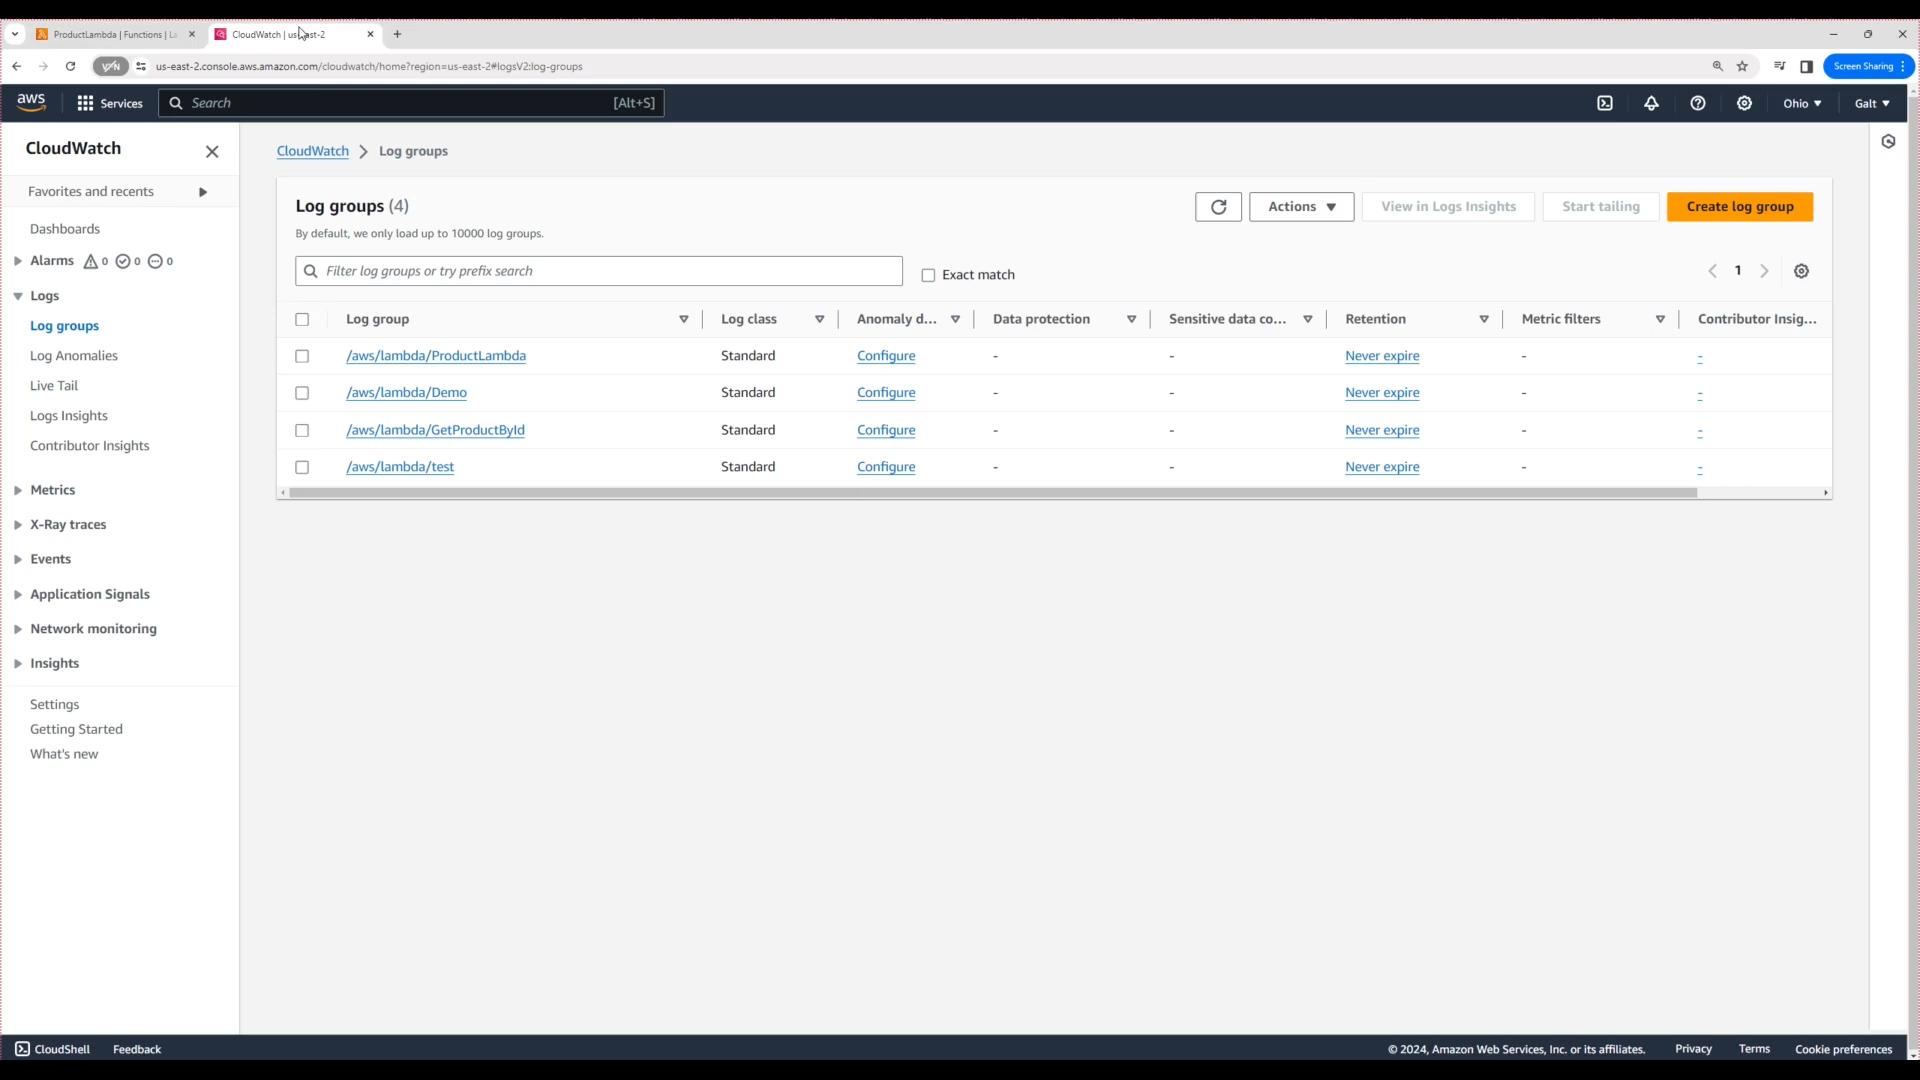 ProductLambda | Functions | La
CloudWatch | us-east-2
VPN
us-east-2.console.aws.amazon.com/cloudwatch/home?region=us-east-2#logsV2:log-groups
Screen Sharing
aws
Services
Search
[Alt+S]
Ohio
Galt
CloudWatch
Favorites and recents
Dashboards
Alarms 0 0 0
Logs
Log groups
Log Anomalies
Live Tail
Logs Insights
Contributor Insights
Metrics
X-Ray traces
Events
Application Signals
Network monitoring
Insights
Settings
Getting Started
What's new
CloudWatch > Log groups
Log groups (4)
By default, we only load up to 10000 log groups.
Actions
View in Logs Insights
Start tailing
Create log group
Filter log groups or try prefix search
Exact match
1
Log group Log class Anomaly d... Data protection Sensitive data co... Retention Metric filters Contributor Insig...
/aws/lambda/ProductLambda Standard Configure - - Never expire - -
/aws/lambda/Demo Standard Configure - - Never expire - -
/aws/lambda/GetProductById Standard Configure - - Never expire - -
/aws/lambda/test Standard Configure - - Never expire - -
CloudShell
Feedback
© 2024, Amazon Web Services, Inc. or its affiliates.
Privacy
Terms
Cookie preferences